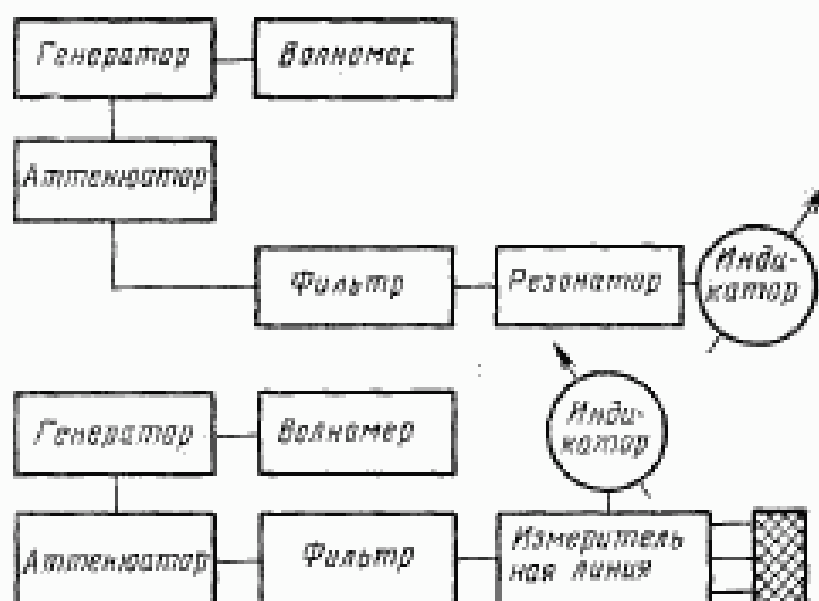 Генератор
Волномер
Аттенюатор
Фильтр
Резонатор
Инди-
катор
Генератор
Волномер
Инди-
катор
Аттенюатор
Фильтр
Измеритель
ная линия